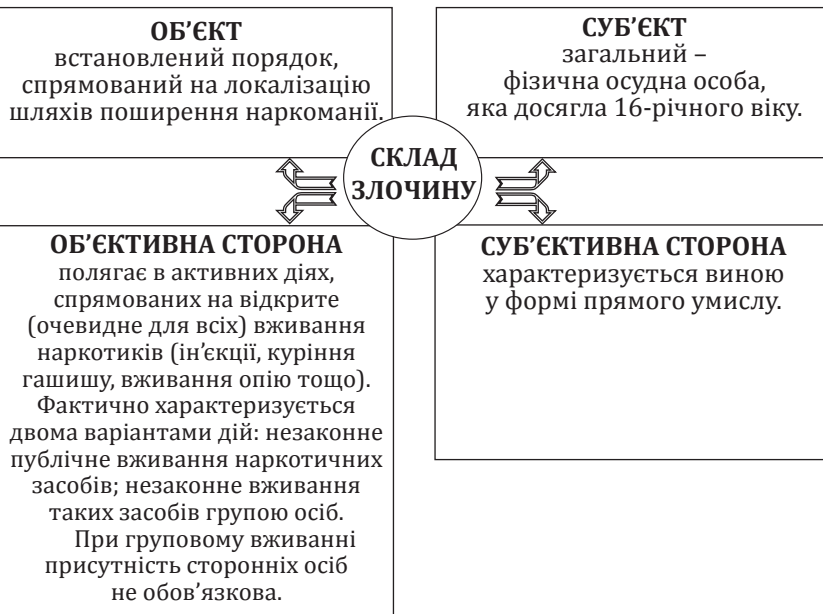 ОБ’ЄКТ
встановлений порядок,
спрямований на локалізацію
шляхів поширення наркоманії.
СУБ’ЄКТ
загальний –
фізична осудна особа,
яка досягла 16-річного віку.
СКЛАД
ЗЛОЧИНУ
ОБ’ЄКТИВНА СТОРОНА
полягає в активних діях,
спрямованих на відкрите
(очевидне для всіх) вживання
наркотиків (ін’єкції, куріння
гашишу, вживання опію тощо).
Фактично характеризується
двома варіантами дій: незаконне
публічне вживання наркотичних
засобів; незаконне вживання
таких засобів групою осіб.
При груповому вживанні
присутність сторонніх осіб
не обов’язкова.
СУБ’ЄКТИВНА СТОРОНА
характеризується виною
у формі прямого умислу.